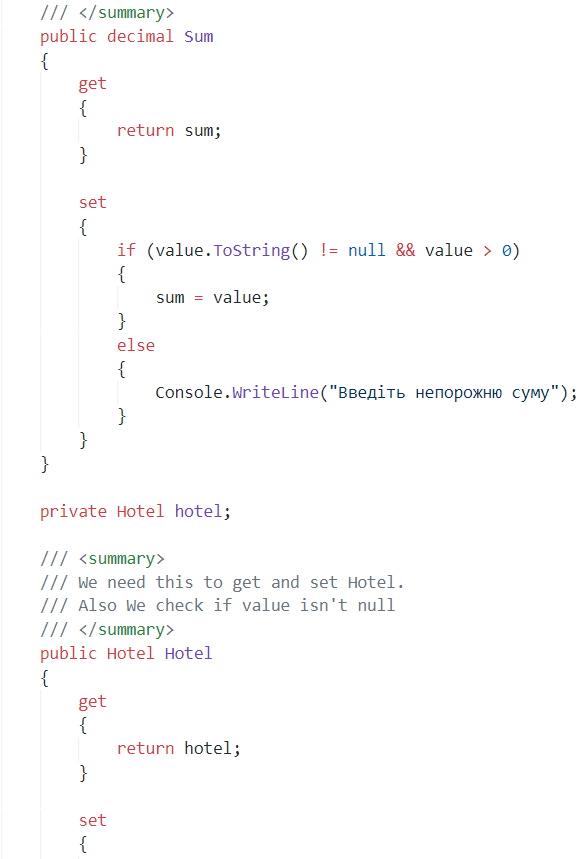 /// </summary>
public decimal Sum
{
get
{
return sum;
}
set
{
if (value.ToString() != null && value > 0)
{
sum = value;
}
else
{
Console.WriteLine("Введіть непорожню суму");
}
}
}
private Hotel hotel;
/// <summary>
/// We need this to get and set Hotel.
/// Also We check if value isn't null
/// </summary>
public Hotel Hotel
{
get
{
return hotel;
}
set
{